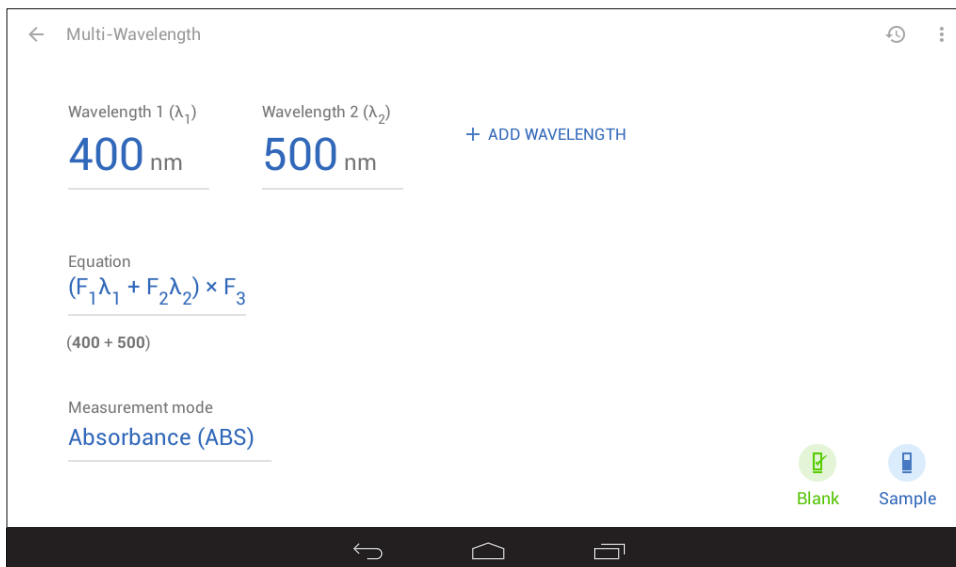 Multi-Wavelength
Wavelength 1 (λ₁) Wavelength 2 (λ₂)
400 nm 500 nm + ADD WAVELENGTH
Equation
(F₁λ₁ + F₂λ₂) × F₃
(400 + 500)
Measurement mode
Absorbance (ABS)
Blank Sample